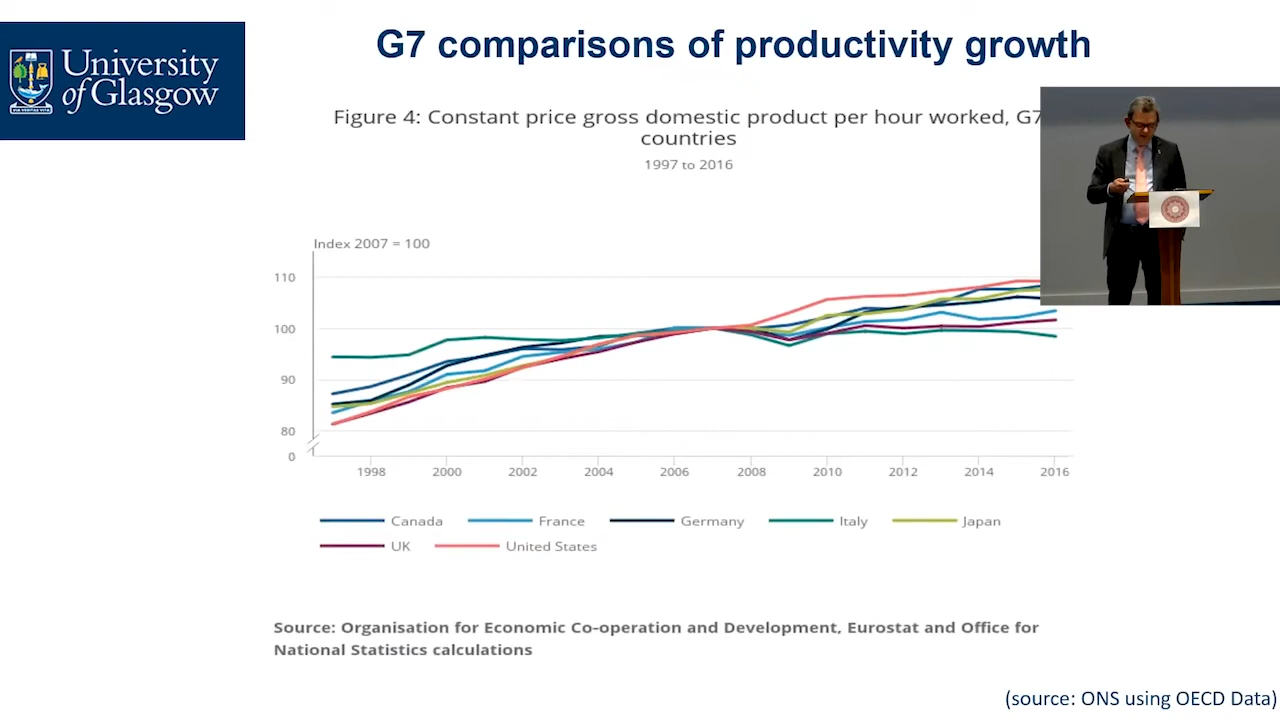 G7 comparisons of productivity growth
University
of Glasgow
VIA VERITAS VITA
Figure 4: Constant price gross domestic product per hour worked, G7
countries
1997 to 2016
Index 2007 = 100
110
100
90
80
0
1998 2000 2002 2004 2006 2008 2010 2012 2014 2016
Canada France Germany Italy Japan
UK United States
Source: Organisation for Economic Co-operation and Development, Eurostat and Office for
National Statistics calculations
(source: ONS using OECD Data)